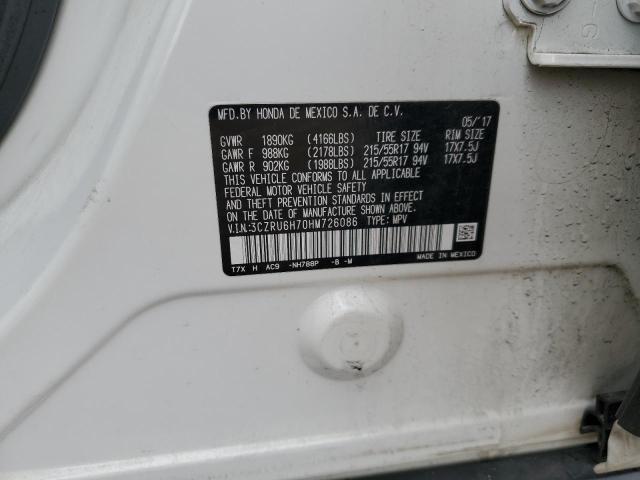 MFD.BY HONDA DE MEXICO S.A. DE C.V.
05/'17
GVWR 1890KG (4166LBS) TIRE SIZE RIM SIZE
GAWR F 988KG (2178LBS) 215/55R17 94V 17X7.5J
GAWR R 902KG (1988LBS) 215/55R17 94V 17X7.5J
THIS VEHICLE CONFORMS TO ALL APPLICABLE
FEDERAL MOTOR VEHICLE SAFETY
AND THEFT PREVENTION STANDARDS IN EFFECT
ON THE DATE OF MANUFACTURE SHOWN ABOVE.
V.I.N:3CZRU6H70HM726086 TYPE: MPV
T7X H AC9 -NH788P -B -M
MADE IN MEXICO